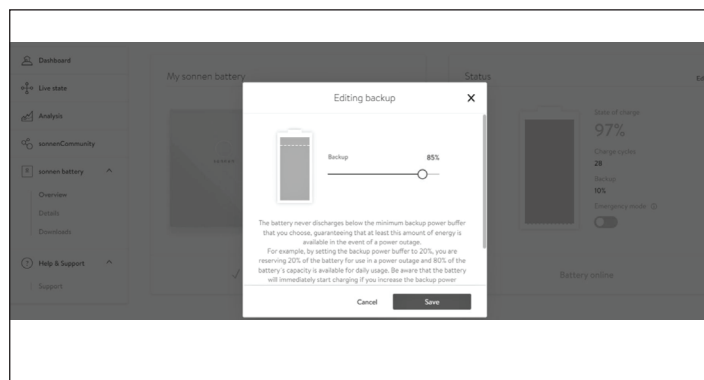 Dashboard
Live state
Analysis
sonnenCommunity
sonnen battery
Overview
Details
Downloads
Help & Support
Support
My sonnen battery
Editing backup
X
Backup 85%
The battery never discharges below the minimum backup power buffer
that you choose, guaranteeing that at least this amount of energy is
available in the event of a power outage.
For example, by setting the backup power buffer to 20%, you are
reserving 20% of the battery for use in a power outage and 80% of the
battery's capacity is available for daily usage. Be aware that the battery
will immediately start charging if you increase the backup power
Cancel Save
Status
State of charge
97%
Charge cycles
28
Backup
10%
Emergency mode
Battery online